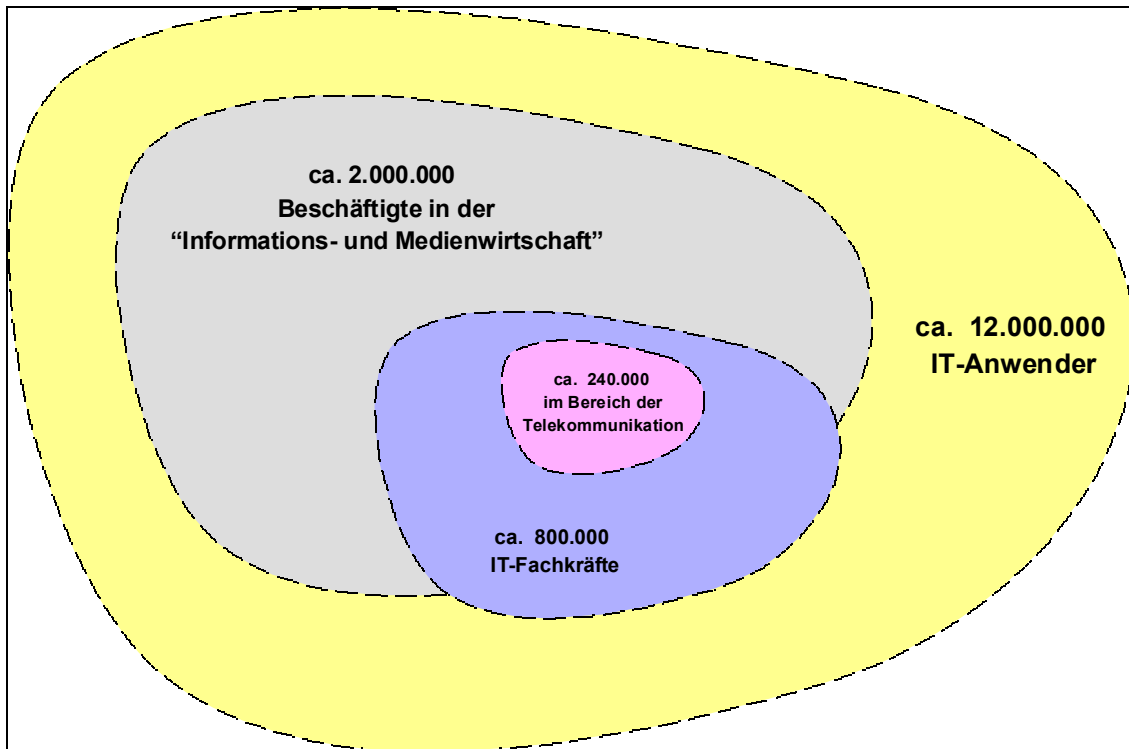 ca. 2.000.000
Beschäftigte in der
“Informations- und Medienwirtschaft”
ca.  12.000.000
IT-Anwender
ca.  240.000
im Bereich der
Telekommunikation
ca.  800.000
IT-Fachkräfte